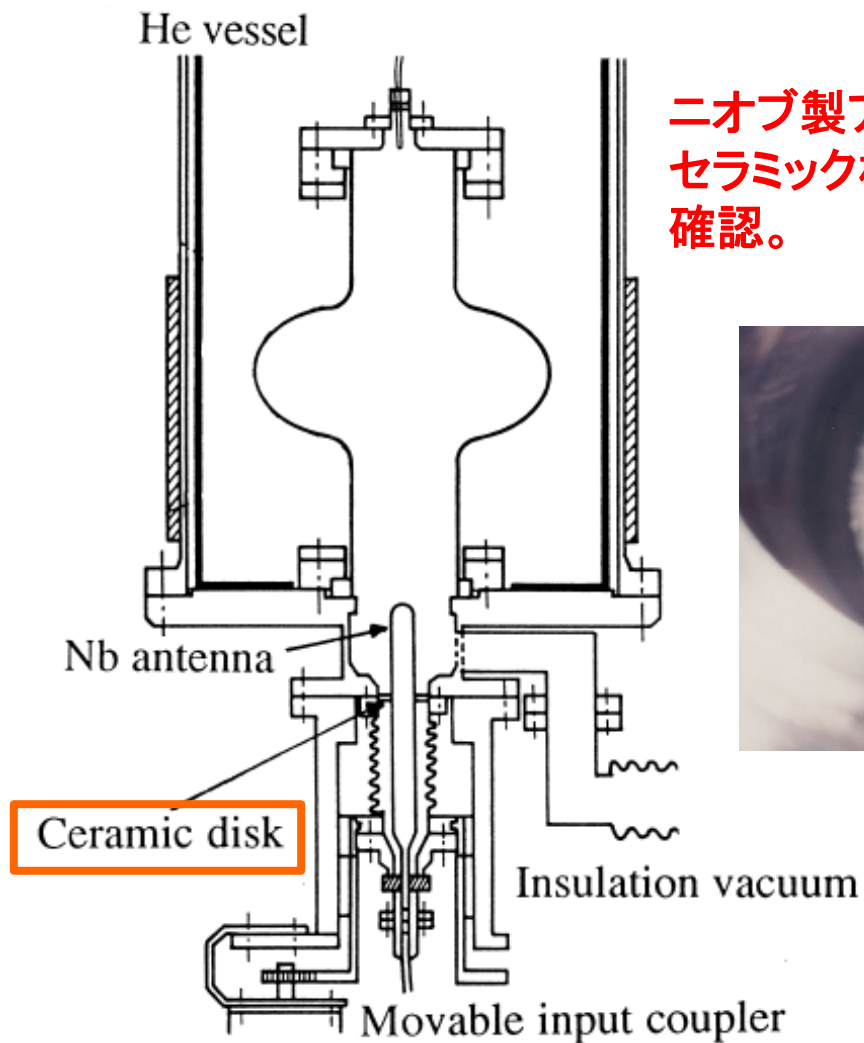 He vessel
ニオブ製
セラミック
確認。
Nb antenna
Ceramic disk
Insulation vacuum
Movable input coupler